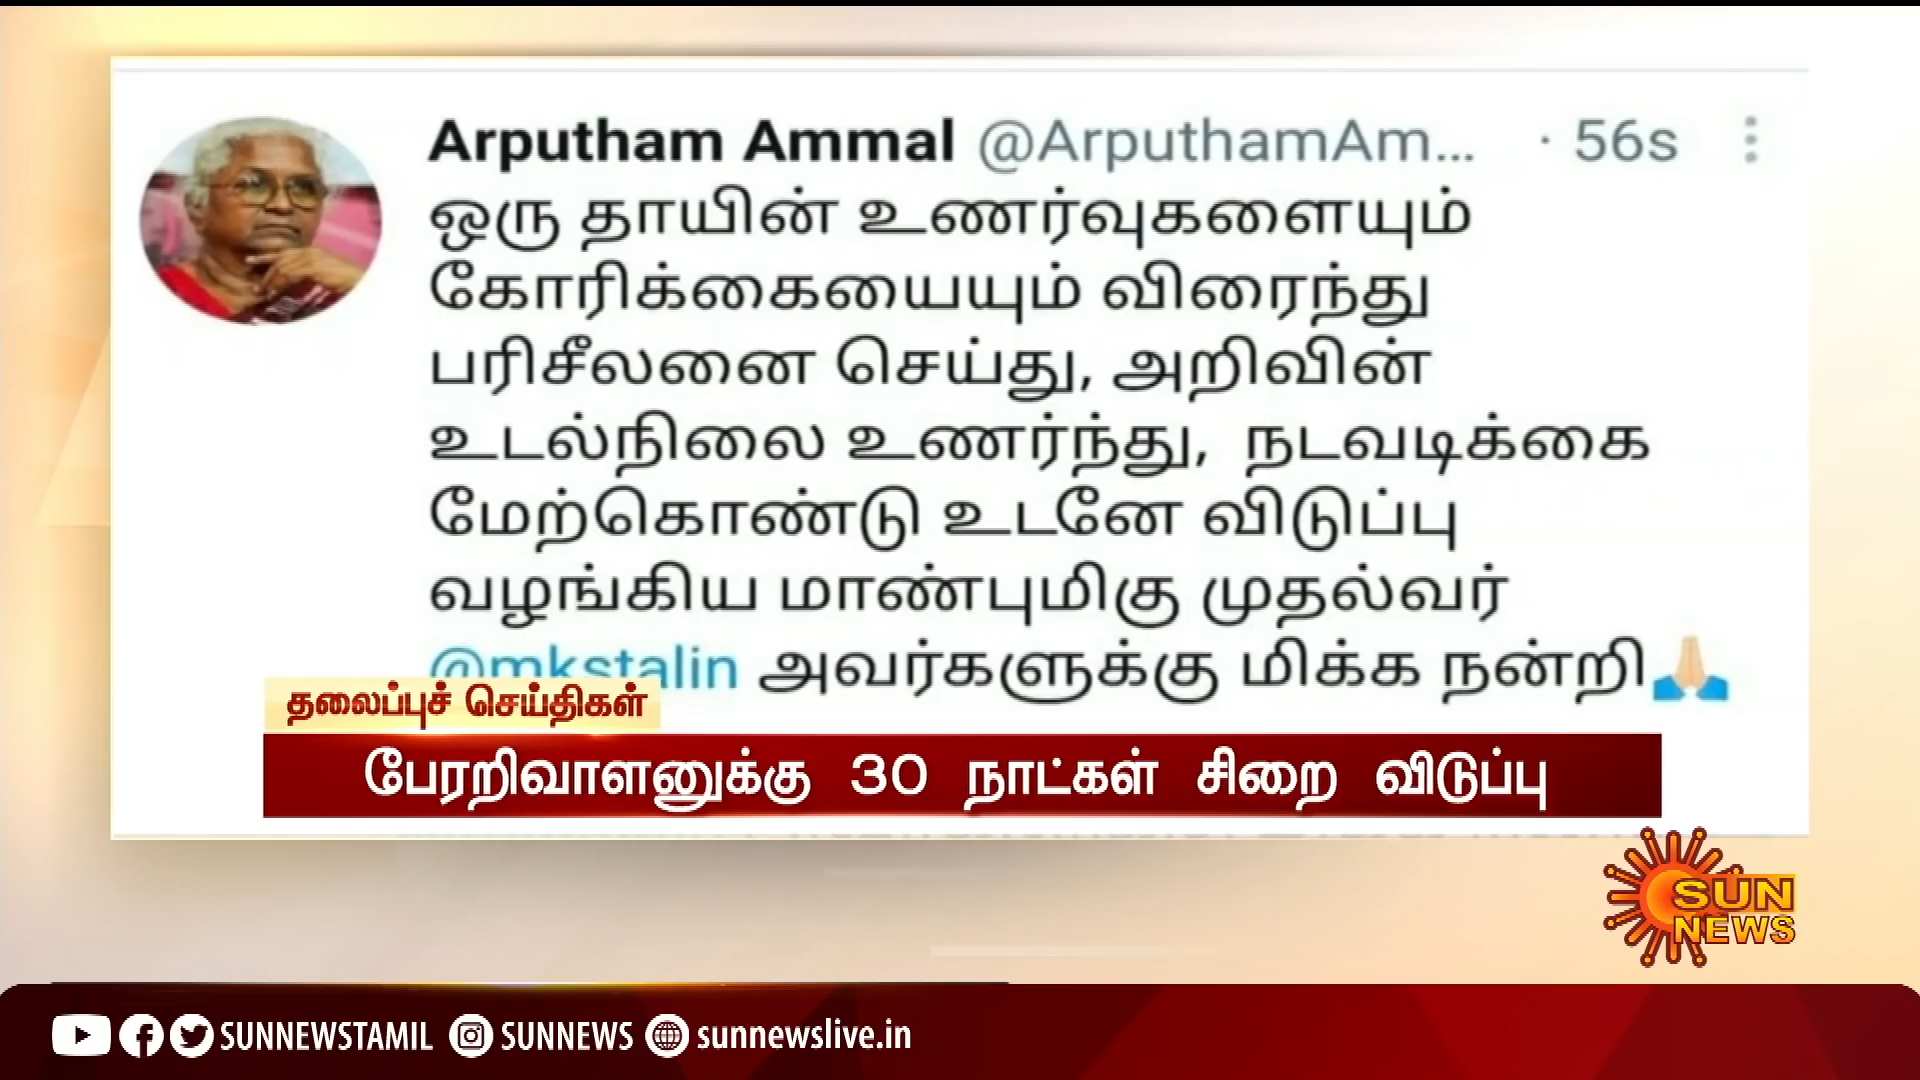 Arputham Ammal @ArputhamAm... · 56s
ஒரு தாயின் உணர்வுகளையும்
கோரிக்கையையும் விரைந்து
பரிசீலனை செய்து, அறிவின்
உடல்நிலை உணர்ந்து, நடவடிக்கை
மேற்கொண்டு உடனே விடுப்பு
வழங்கிய மாண்புமிகு முதல்வர்
@mkstalin அவர்களுக்கு மிக்க நன்றி🙏
தலைப்புச் செய்திகள்
பேரறிவாளனுக்கு 30 நாட்கள் சிறை விடுப்பு
SUN
NEWS
SUNNEWSTAMIL SUNNEWS sunnewslive.in